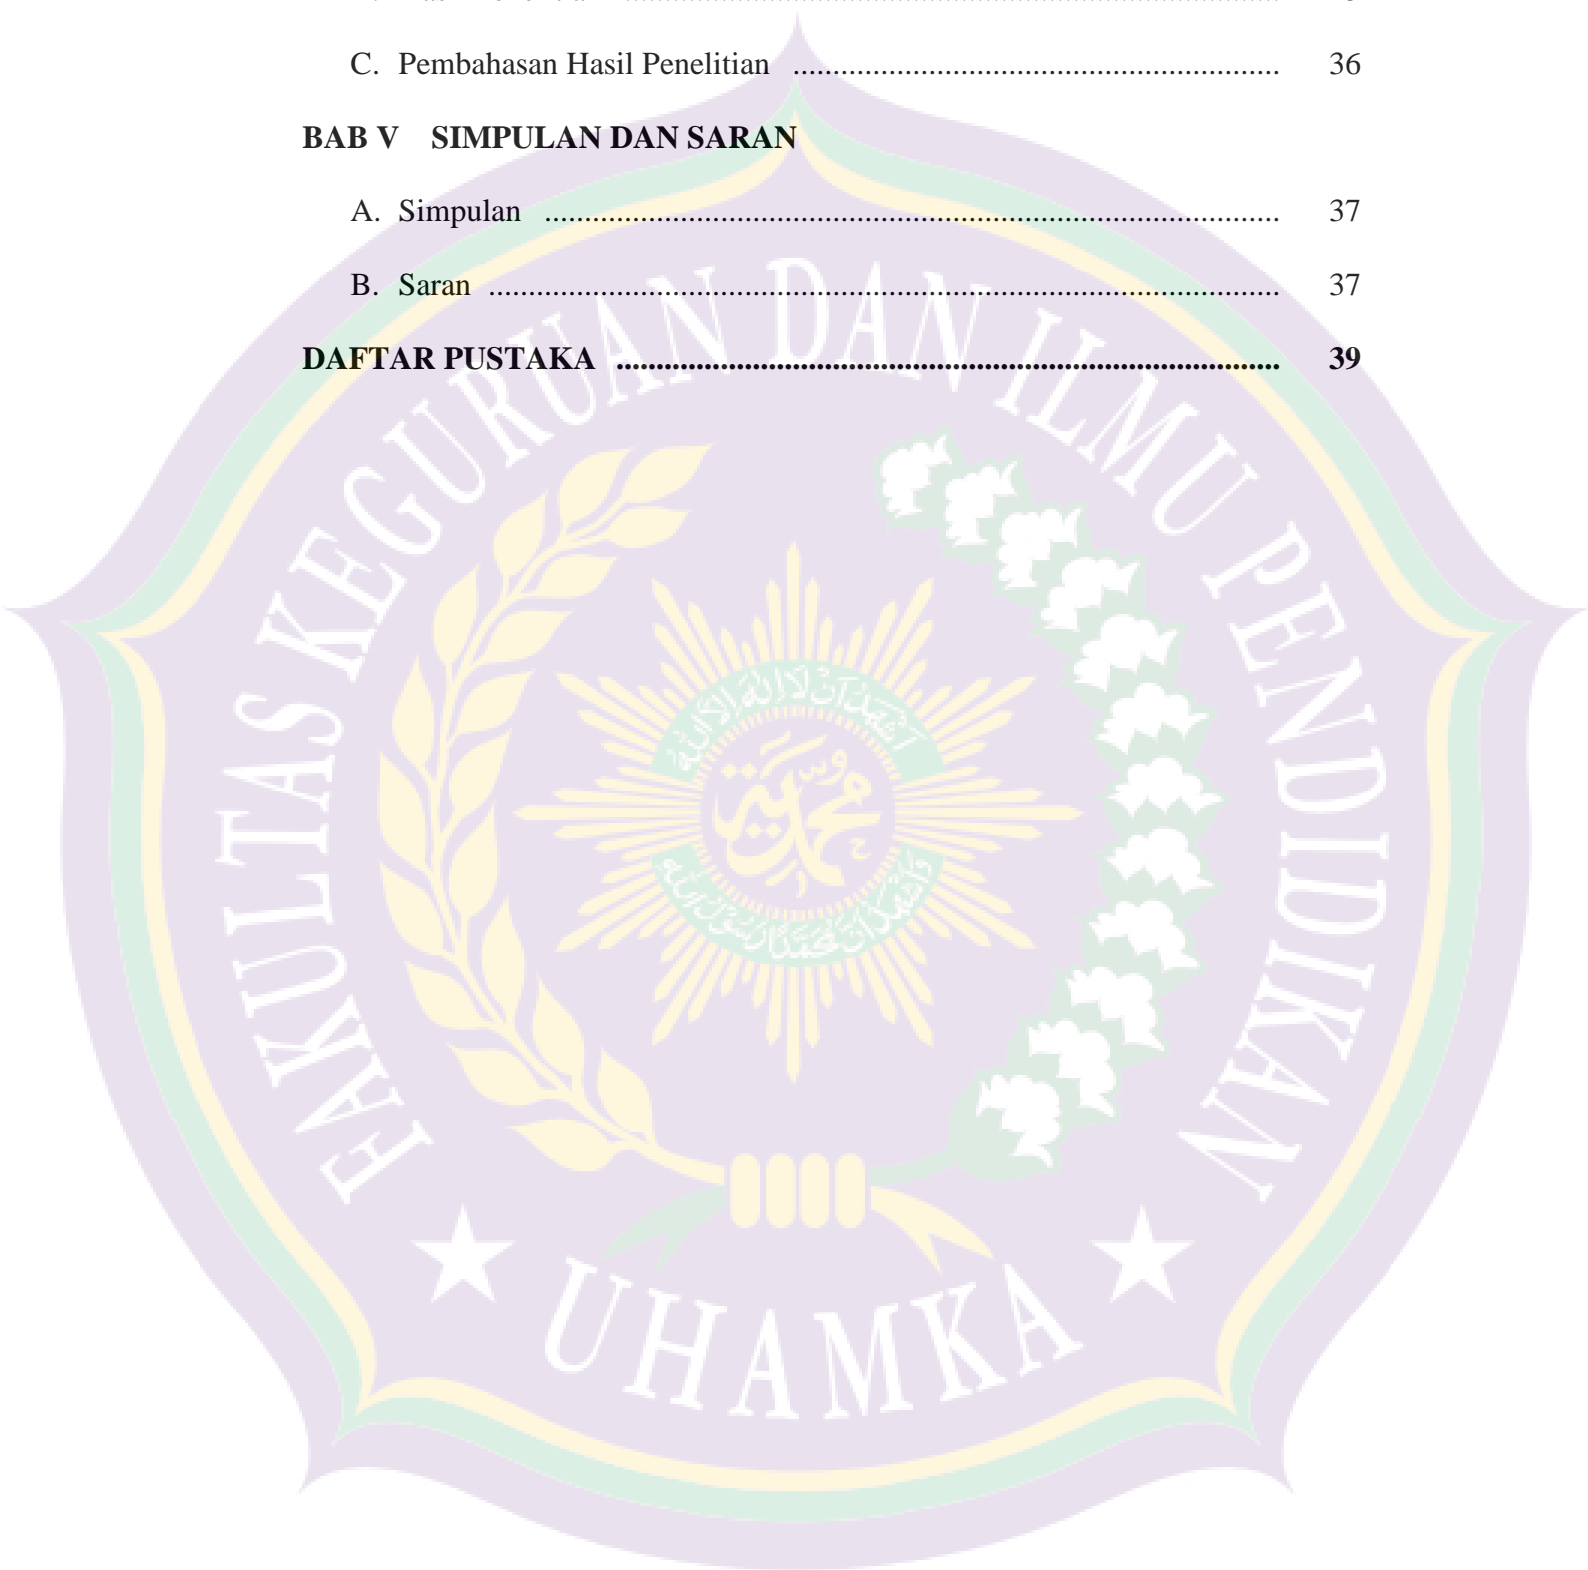 C. Pembahasan Hasil Penelitian ............................................................. 36
BAB V SIMPULAN DAN SARAN
A. Simpulan ............................................................................................ 37
B. Saran ................................................................................................... 37
DAFTAR PUSTAKA ................................................................................... 39
FAKULTAS KEGURUAN DAN ILMU PENDIDIKAN
محمدية
UHAMKA